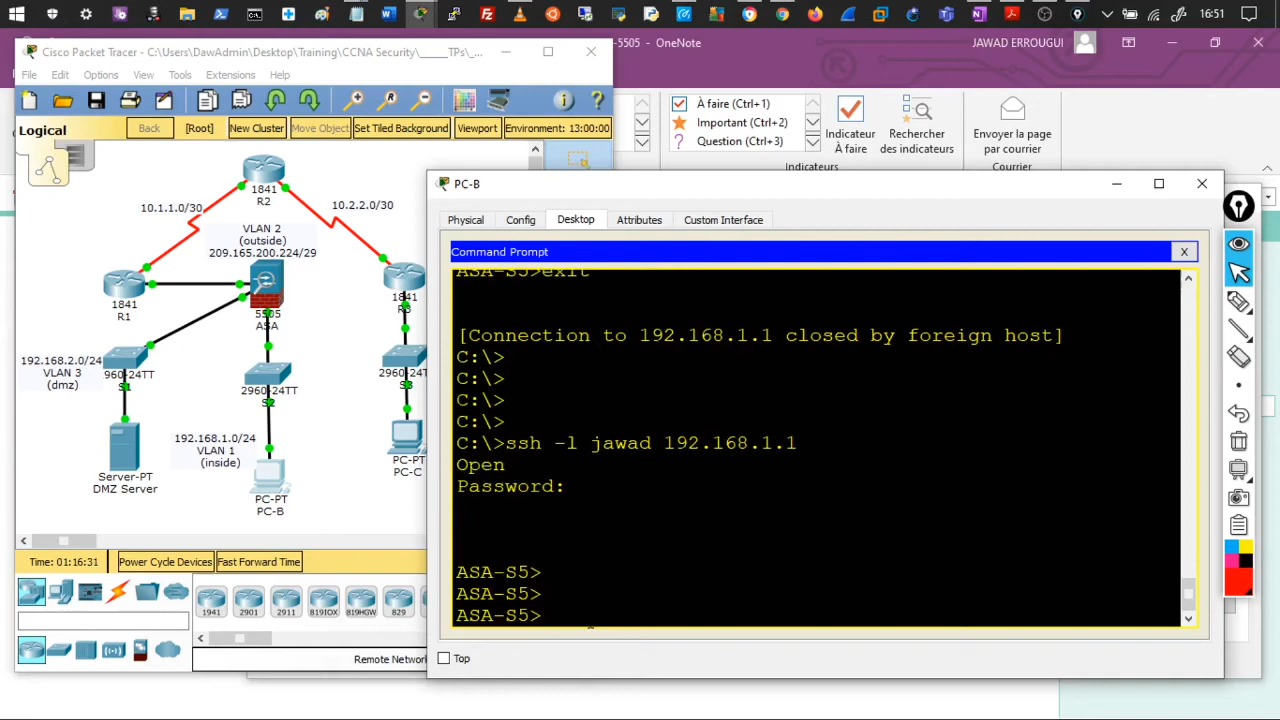 16:51
-5505 - OneNote
JAWAD ERROUGUI
Cisco Packet Tracer - C:\Users\DawAdmin\Desktop\Training\CCNA Security\_____TPs\_...
File Edit Options View Tools Extensions Help
À faire (Ctrl+1)
Important (Ctrl+2)
Question (Ctrl+3)
Indicateur
À faire
Rechercher
des indicateurs
Envoyer la page
par courrier
Indicateurs
Courrier
Logical
Back
[Root]
New Cluster
Move Object
Set Tiled Background
Viewport
Environment: 13:00:00
1841
R2
10.1.1.0/30
10.2.2.0/30
VLAN 2
(outside)
209.165.200.224/29
1841
R1
5505
ASA
1841
R3
192.168.2.0/24
VLAN 3
(dmz)
960-24TT
S1
2960-24TT
S2
2960-24T
S3
192.168.1.0/24
VLAN 1
(inside)
Server-PT
DMZ Server
PC-PT
PC-B
PC-PT
PC-C
Time: 01:16:31
Power Cycle Devices
Fast Forward Time
1941
2901
2911
819IOX
819HGW
829
Remote Network
PC-B
Physical
Config
Desktop
Attributes
Custom Interface
Command Prompt
X
ASA-S5>exit
[Connection to 192.168.1.1 closed by foreign host]
C:\>
C:\>
C:\>
C:\>
C:\>ssh -l jawad 192.168.1.1
Open
Password:
ASA-S5>
ASA-S5>
ASA-S5>
Top